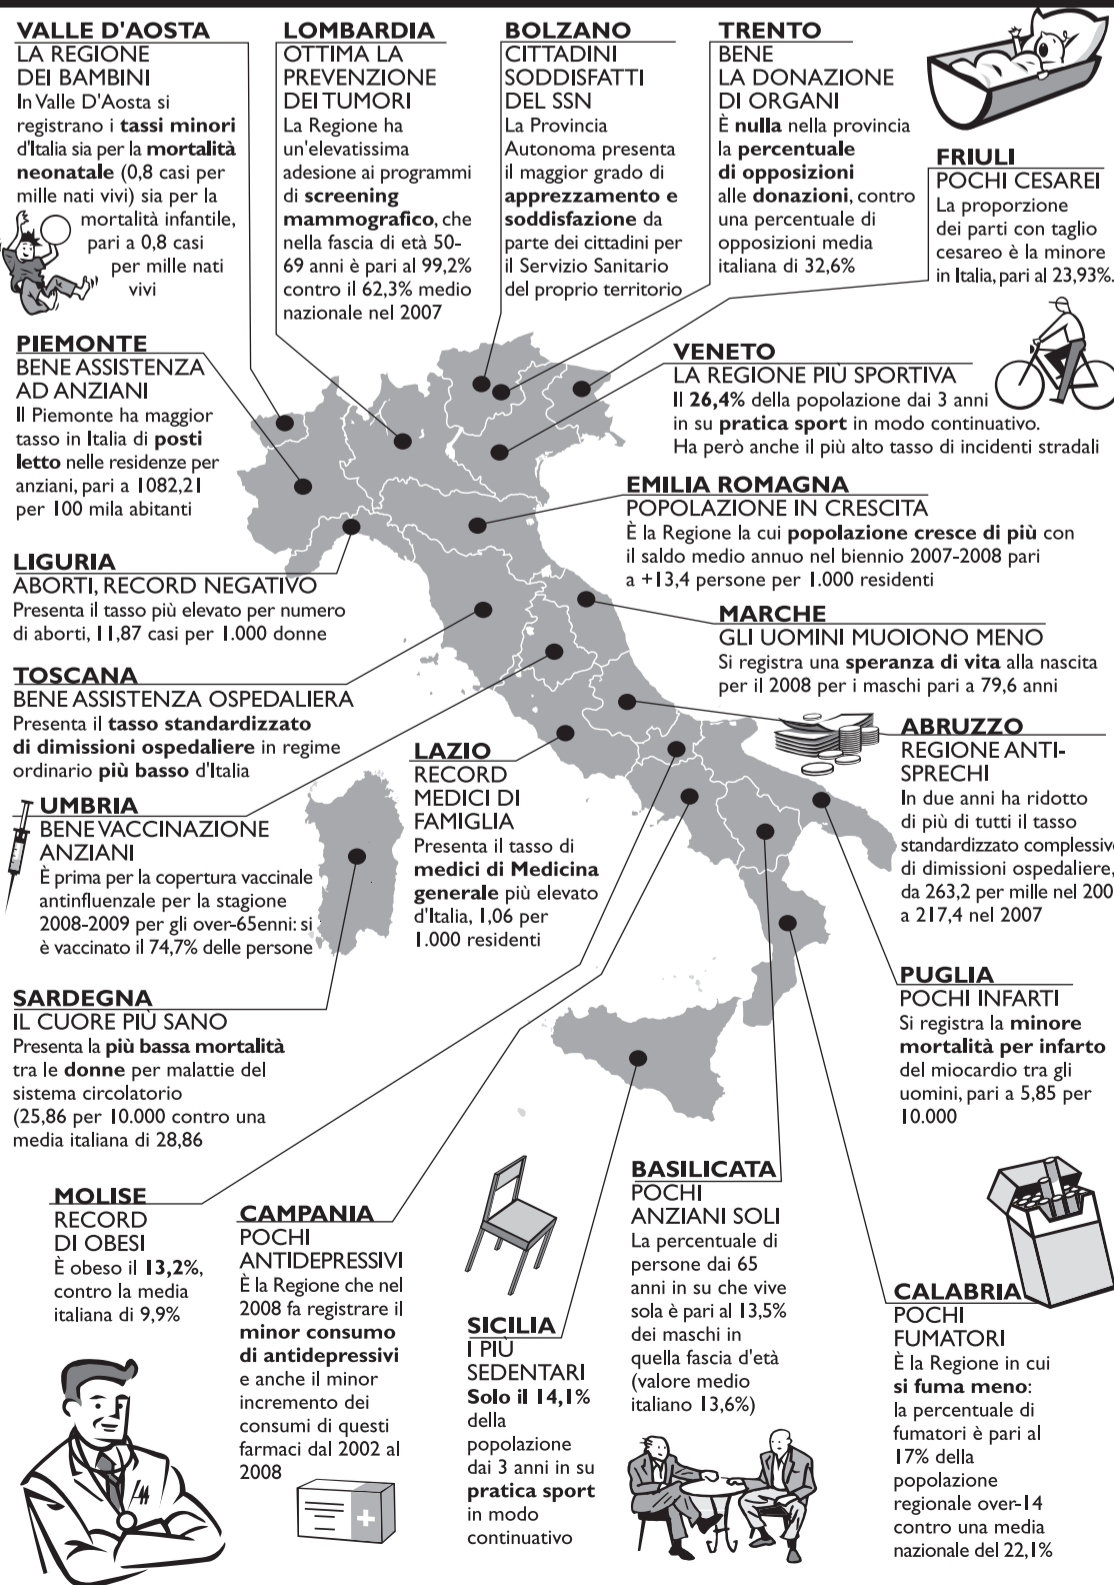 VALLE D'AOSTA
LA REGIONE
DEI BAMBINI
In Valle D'Aosta si
registrano i tassi minori
d'Italia sia per la mortalità
neonatale (0,8 casi per
mille nati vivi) sia per la
mortalità infantile,
pari a 0,8 casi
per mille nati
vivi
LOMBARDIA
OTTIMA LA
PREVENZIONE
DEI TUMORI
La Regione ha
un'elevatissima
adesione ai programmi
di screening
mammografico, che
nella fascia di età 50-
69 anni è pari al 99,2%
contro il 62,3% medio
nazionale nel 2007
BOLZANO
CITTADINI
SODDISFATTI
DEL SSN
La Provincia
Autonoma presenta
il maggior grado di
apprezzamento e
soddisfazione da
parte dei cittadini per
il Servizio Sanitario
del proprio territorio
TRENTO
BENE
LA DONAZIONE
DI ORGANI
È nulla nella provincia
la percentuale
di opposizioni
alle donazioni, contro
una percentuale di
opposizioni media
italiana di 32,6%
FRIULI
POCHI CESAREI
La proporzione
dei parti con taglio
cesareo è la minore
in Italia, pari al 23,93%.
PIEMONTE
BENE ASSISTENZA
AD ANZIANI
Il Piemonte ha maggior
tasso in Italia di posti
letto nelle residenze per
anziani, pari a 1082,21
per 100 mila abitanti
VENETO
LA REGIONE PIÙ SPORTIVA
Il 26,4% della popolazione dai 3 anni
in su pratica sport in modo continuativo.
Ha però anche il più alto tasso di incidenti stradali
EMILIA ROMAGNA
POPOLAZIONE IN CRESCITA
È la Regione la cui popolazione cresce di più con
il saldo medio annuo nel biennio 2007-2008 pari
a +13,4 persone per 1.000 residenti
LIGURIA
ABORTI, RECORD NEGATIVO
Presenta il tasso più elevato per numero
di aborti, 11,87 casi per 1.000 donne
MARCHE
GLI UOMINI MUOIONO MENO
Si registra una speranza di vita alla nascita
per il 2008 per i maschi pari a 79,6 anni
TOSCANA
BENE ASSISTENZA OSPEDALIERA
Presenta il tasso standardizzato
di dimissioni ospedaliere in regime
ordinario più basso d'Italia
LAZIO
RECORD
MEDICI DI
FAMIGLIA
Presenta il tasso di
medici di Medicina
generale più elevato
d'Italia, 1,06 per
1.000 residenti
ABRUZZO
REGIONE ANTI-
SPRECHI
In due anni ha ridotto
di più di tutti il tasso
standardizzato complessivo
di dimissioni ospedaliere,
da 263,2 per mille nel
a 217,4 nel 2007
UMBRIA
BENE VACCINAZIONE
ANZIANI
È prima per la copertura vaccinale
antinfluenzale per la stagione
2008-2009 per gli over-65enni: si
è vaccinato il 74,7% delle persone
PUGLIA
POCHI INFARTI
Si registra la minore
mortalità per infarto
del miocardio tra gli
uomini, pari a 5,85 per
10.000
SARDEGNA
IL CUORE PIÙ SANO
Presenta la più bassa mortalità
tra le donne per malattie del
sistema circolatorio
(25,86 per 10.000 contro una
media italiana di 28,86
MOLISE
RECORD
DI OBESI
È obeso il 13,2%,
contro la media
italiana di 9,9%
CAMPANIA
POCHI
ANTIDEPRESSIVI
È la Regione che nel
2008 fa registrare il
minor consumo
di antidepressivi
e anche il minor
incremento dei
consumi di questi
farmaci dal 2002 al
2008
SICILIA
I PIÙ
SEDENTARI
Solo il 14,1%
della
popolazione
dai 3 anni in su
pratica sport
in modo
continuativo
BASILICATA
POCHI
ANZIANI SOLI
La percentuale di
persone dai 65
anni in su che vive
sola è pari al 13,5%
dei maschi in
quella fascia d'età
(valore medio
italiano 13,6%)
CALABRIA
POCHI
FUMATORI
È la Regione in cui
si fuma meno:
la percentuale di
fumatori è pari al
17% della
popolazione
regionale over-14
contro una media
nazionale del 22,1%